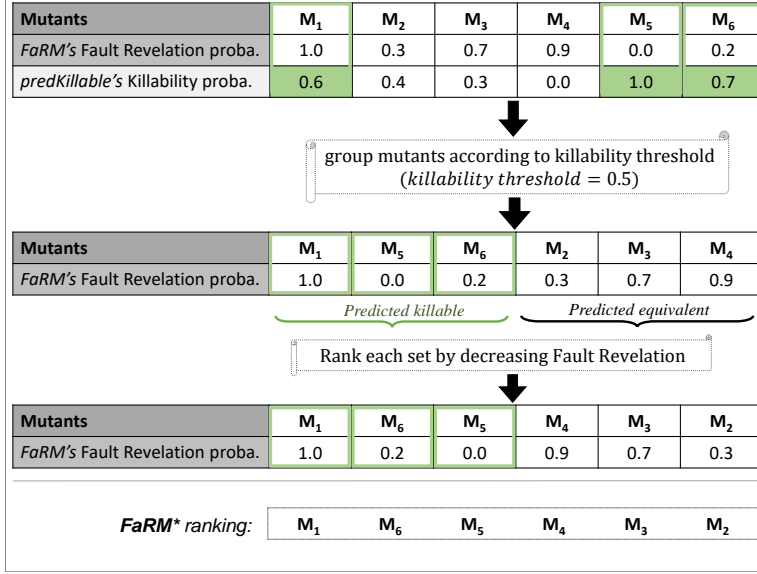 Mutants M1 M2 M3 M4 M5 M6
FaRM's Fault Revelation proba. 1.0 0.3 0.7 0.9 0.0 0.2
predKillable's Killability proba. 0.6 0.4 0.3 0.0 1.0 0.7
group mutants according to killability threshold
(killability threshold = 0.5)
Mutants M1 M5 M6 M2 M3 M4
FaRM's Fault Revelation proba. 1.0 0.0 0.2 0.3 0.7 0.9
Predicted killable Predicted equivalent
Rank each set by decreasing Fault Revelation
Mutants M1 M6 M5 M4 M3 M2
FaRM's Fault Revelation proba. 1.0 0.2 0.0 0.9 0.7 0.3
FaRM* ranking: M1 M6 M5 M4 M3 M2